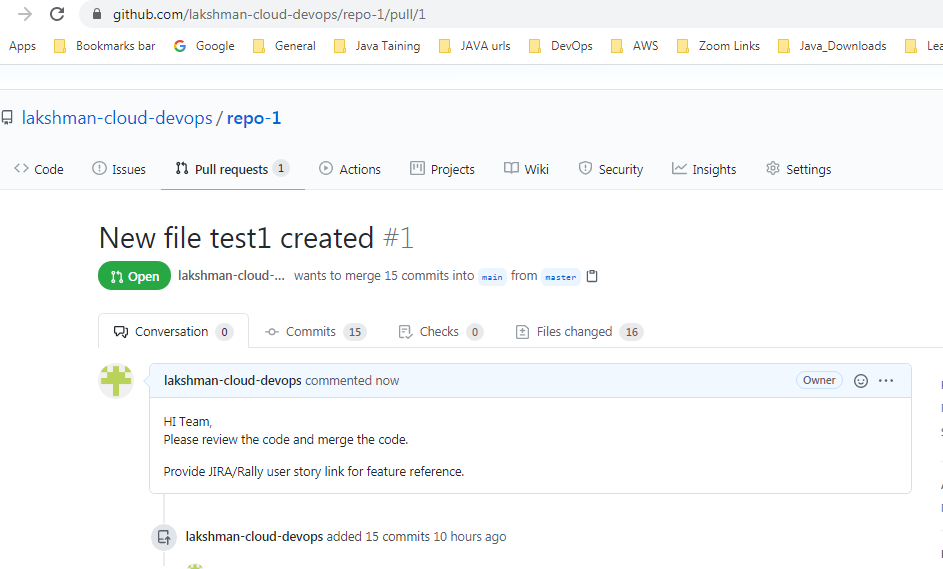 github.com/lakshman-cloud-devops/repo-1/pull/1
Apps Bookmarks bar Google General Java Taining JAVA urls DevOps AWS Zoom Links Java_Downloads
lakshman-cloud-devops / repo-1
Code Issues Pull requests 1 Actions Projects Wiki Security Insights Settings
New file test1 created #1
Open lakshman-cloud-... wants to merge 15 commits into main from master
Conversation 0 Commits 15 Checks 0 Files changed 16
lakshman-cloud-devops commented now Owner
HI Team,
Please review the code and merge the code.
Provide JIRA/Rally user story link for feature reference.
lakshman-cloud-devops added 15 commits 10 hours ago